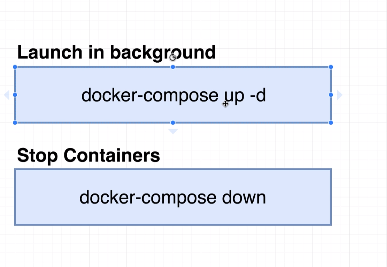 Launch in background
docker-compose up -d
Stop Containers
docker-compose down